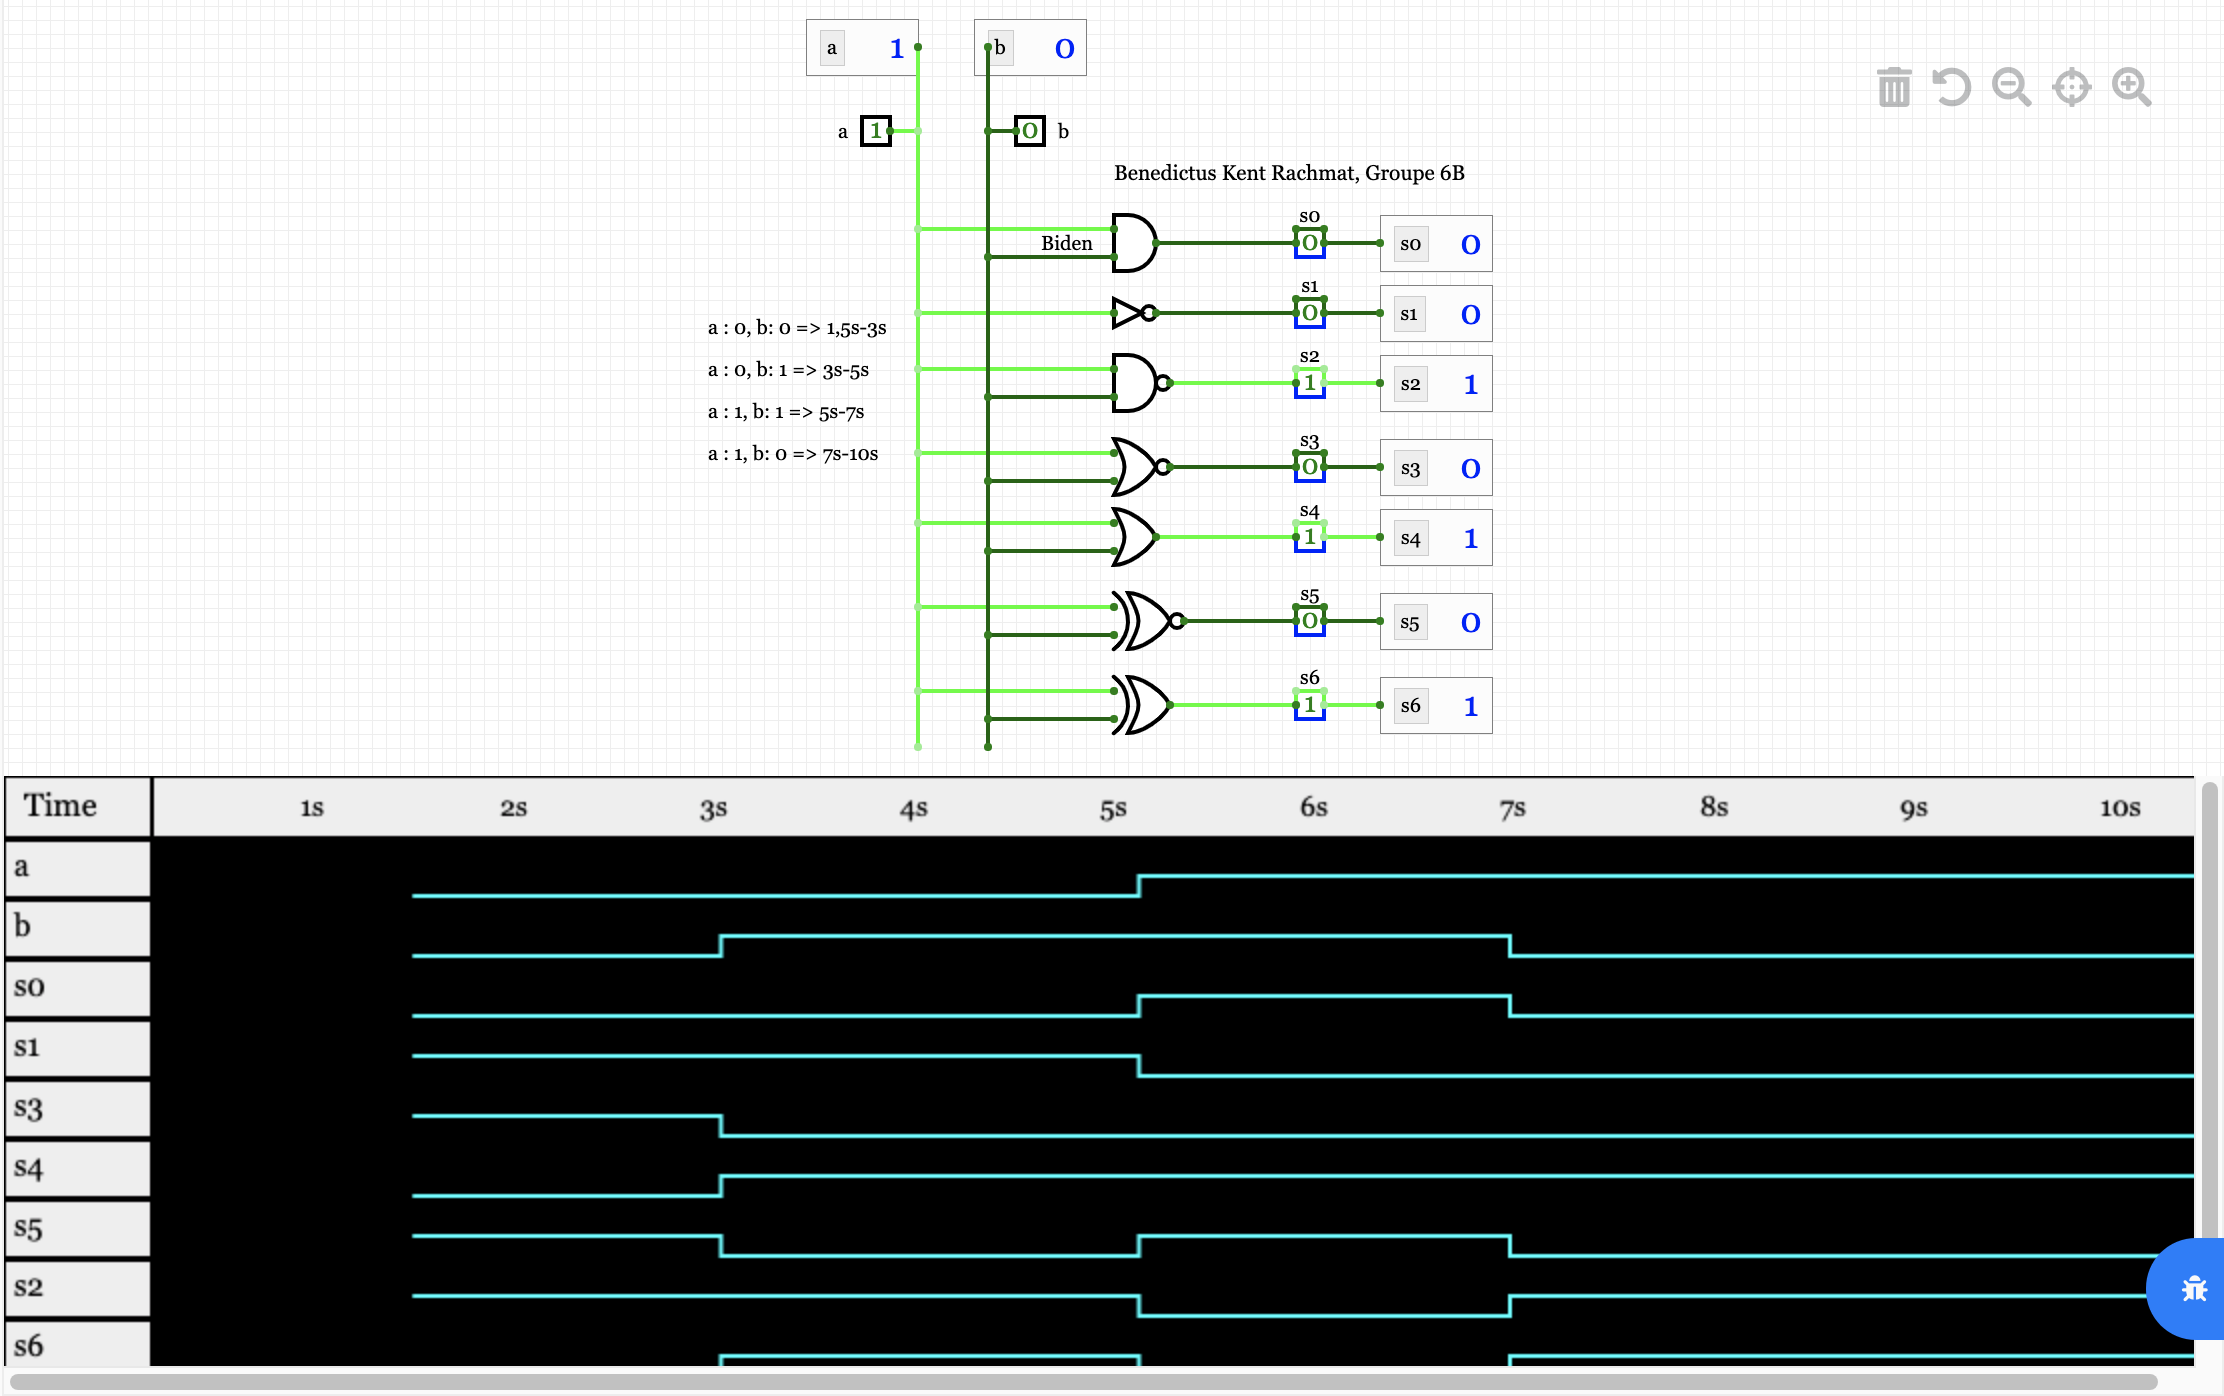 a 1 b 0
a 1 0 b
Benedictus Kent Rachmat, Groupe 6B
s0
Biden 0 s0 0
s1
0 s1 0
a : 0, b: 0 => 1,5s-3s
s2
a : 0, b: 1 => 3s-5s
1 s2 1
a : 1, b: 1 => 5s-7s
s3
a : 1, b: 0 => 7s-10s
0 s3 0
s4
1 s4 1
s5
0 s5 0
s6
1 s6 1
Time 1s 2s 3s 4s 5s 6s 7s 8s 9s 10s
a
b
s0
s1
s3
s4
s5
s2
s6